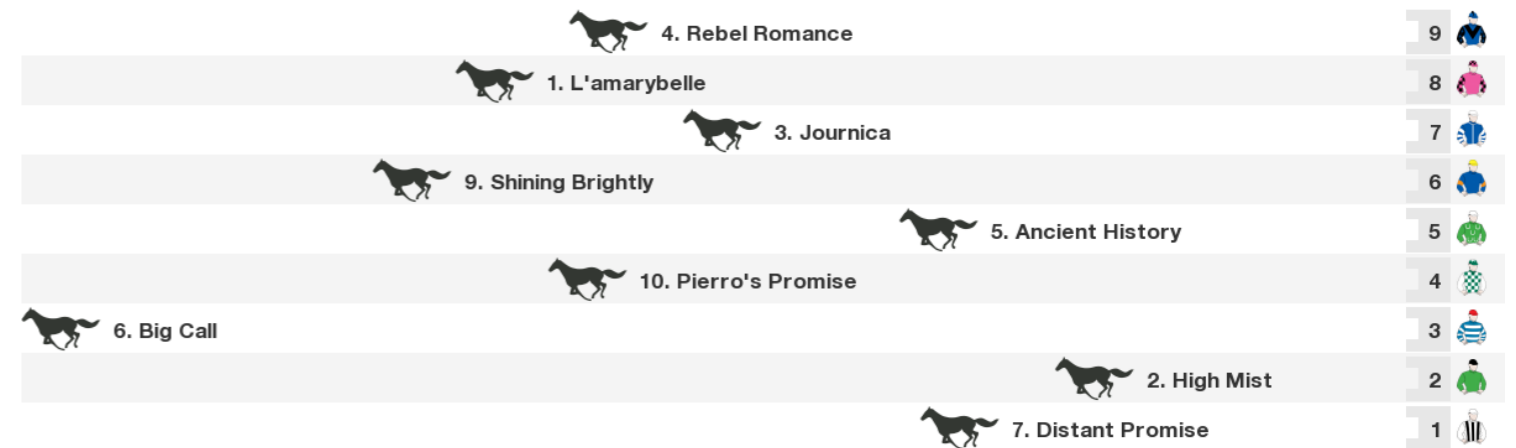 4. Rebel Romance 9
1. L'amarybelle 8
3. Journica 7
9. Shining Brightly 6
5. Ancient History 5
10. Pierro's Promise 4
6. Big Call 3
2. High Mist 2
7. Distant Promise 1